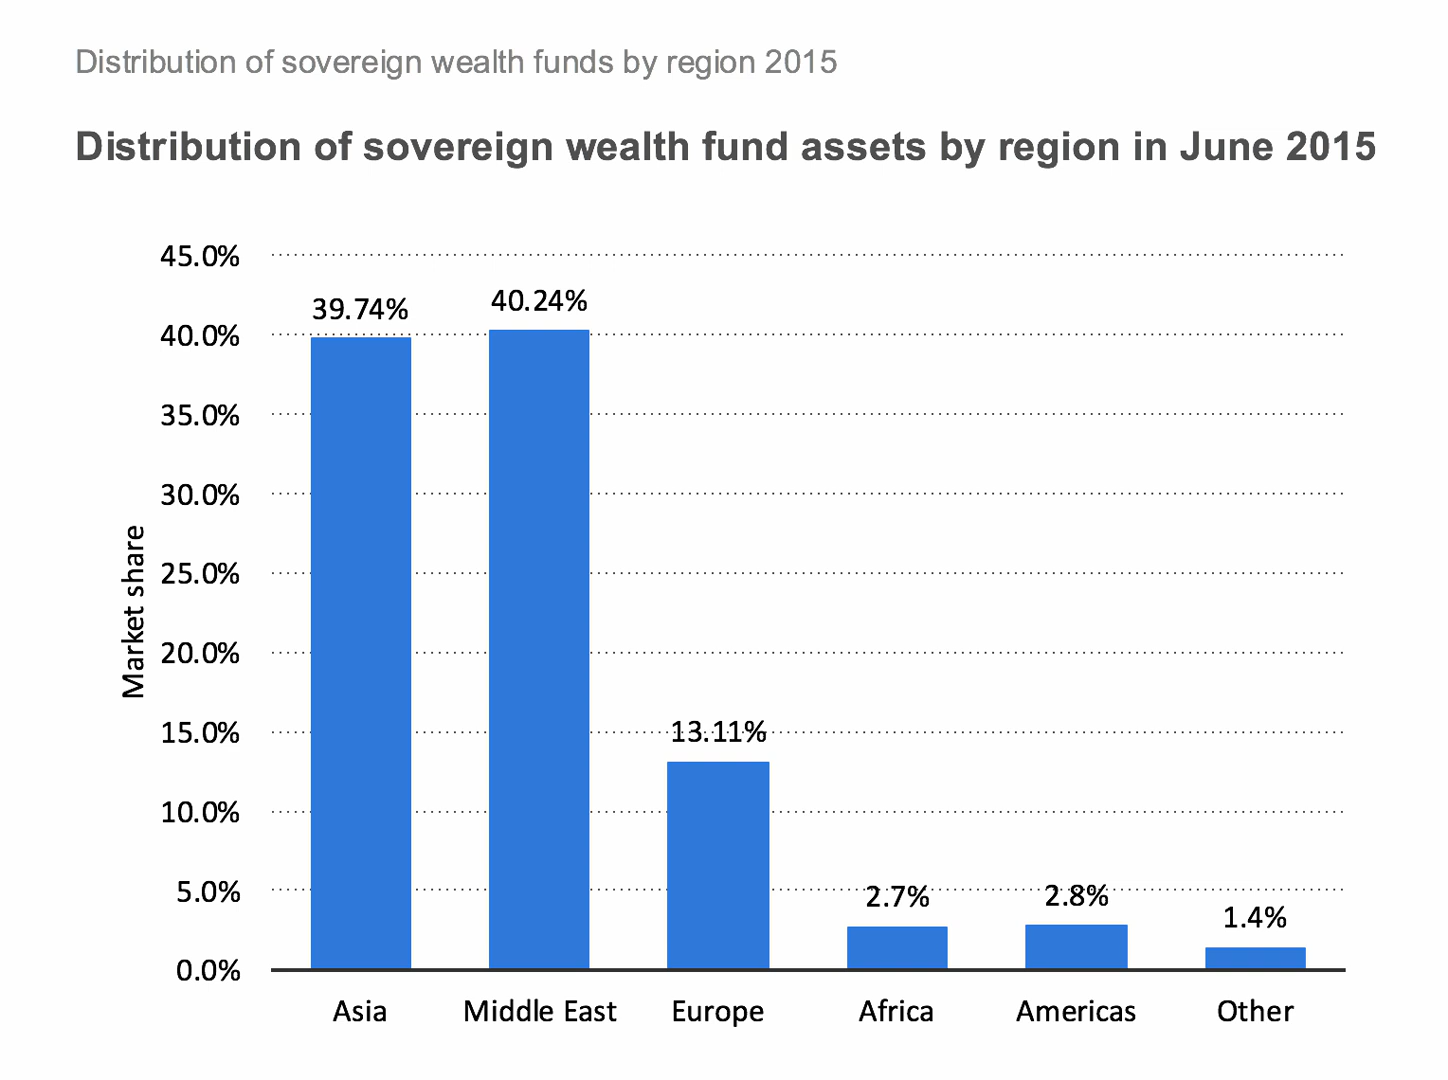 Distribution of sovereign wealth funds by region 2015
Distribution of sovereign wealth fund assets by region in June 2015
45.0%
40.0%
35.0%
30.0%
25.0%
20.0%
15.0%
10.0%
5.0%
0.0%
Market share
39.74%
40.24%
13.11%
2.7%
2.8%
1.4%
Asia
Middle East
Europe
Africa
Americas
Other